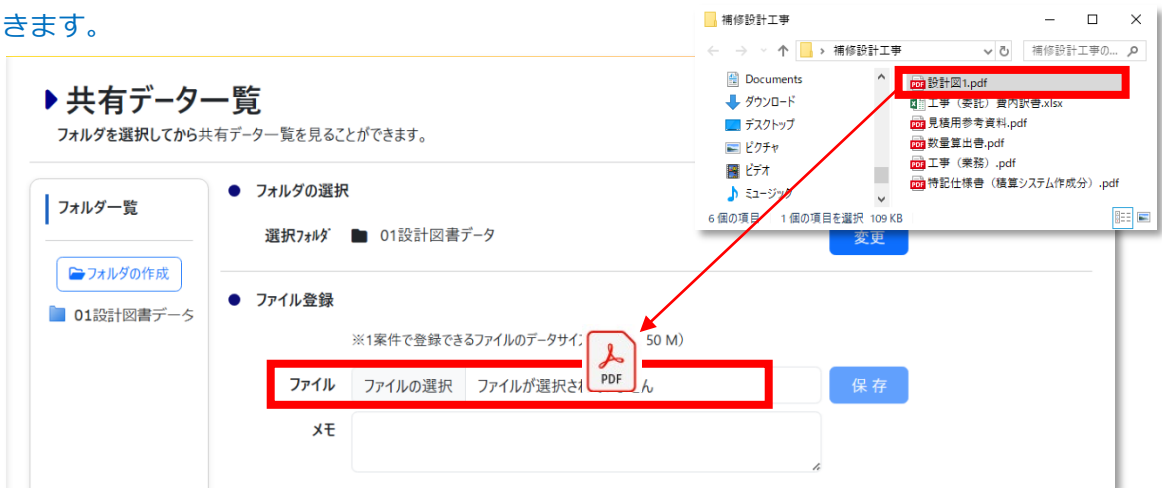 きます。
補修設計工事
補修設計工事
補修設計工事の...
Documents
ダウンロード
デスクトップ
ピクチャ
ビデオ
ミュージック
設計図1.pdf
工事（委託）費内訳書.xlsx
見積用参考資料.pdf
数量算出書.pdf
工事（業務）.pdf
特記仕様書（積算システム作成分）.pdf
6 個の項目 1 個の項目を選択 109 KB
共有データ一覧
フォルダを選択してから共有データ一覧を見ることができます。
フォルダ一覧
フォルダの作成
01設計図書データ
フォルダの選択
選択フォルダ 01設計図書データ
変更
ファイル登録
※1案件で登録できるファイルのデータサイ 50 M）
PDF
ファイル ファイルの選択 ファイルが選択さ ん
保存
メモ